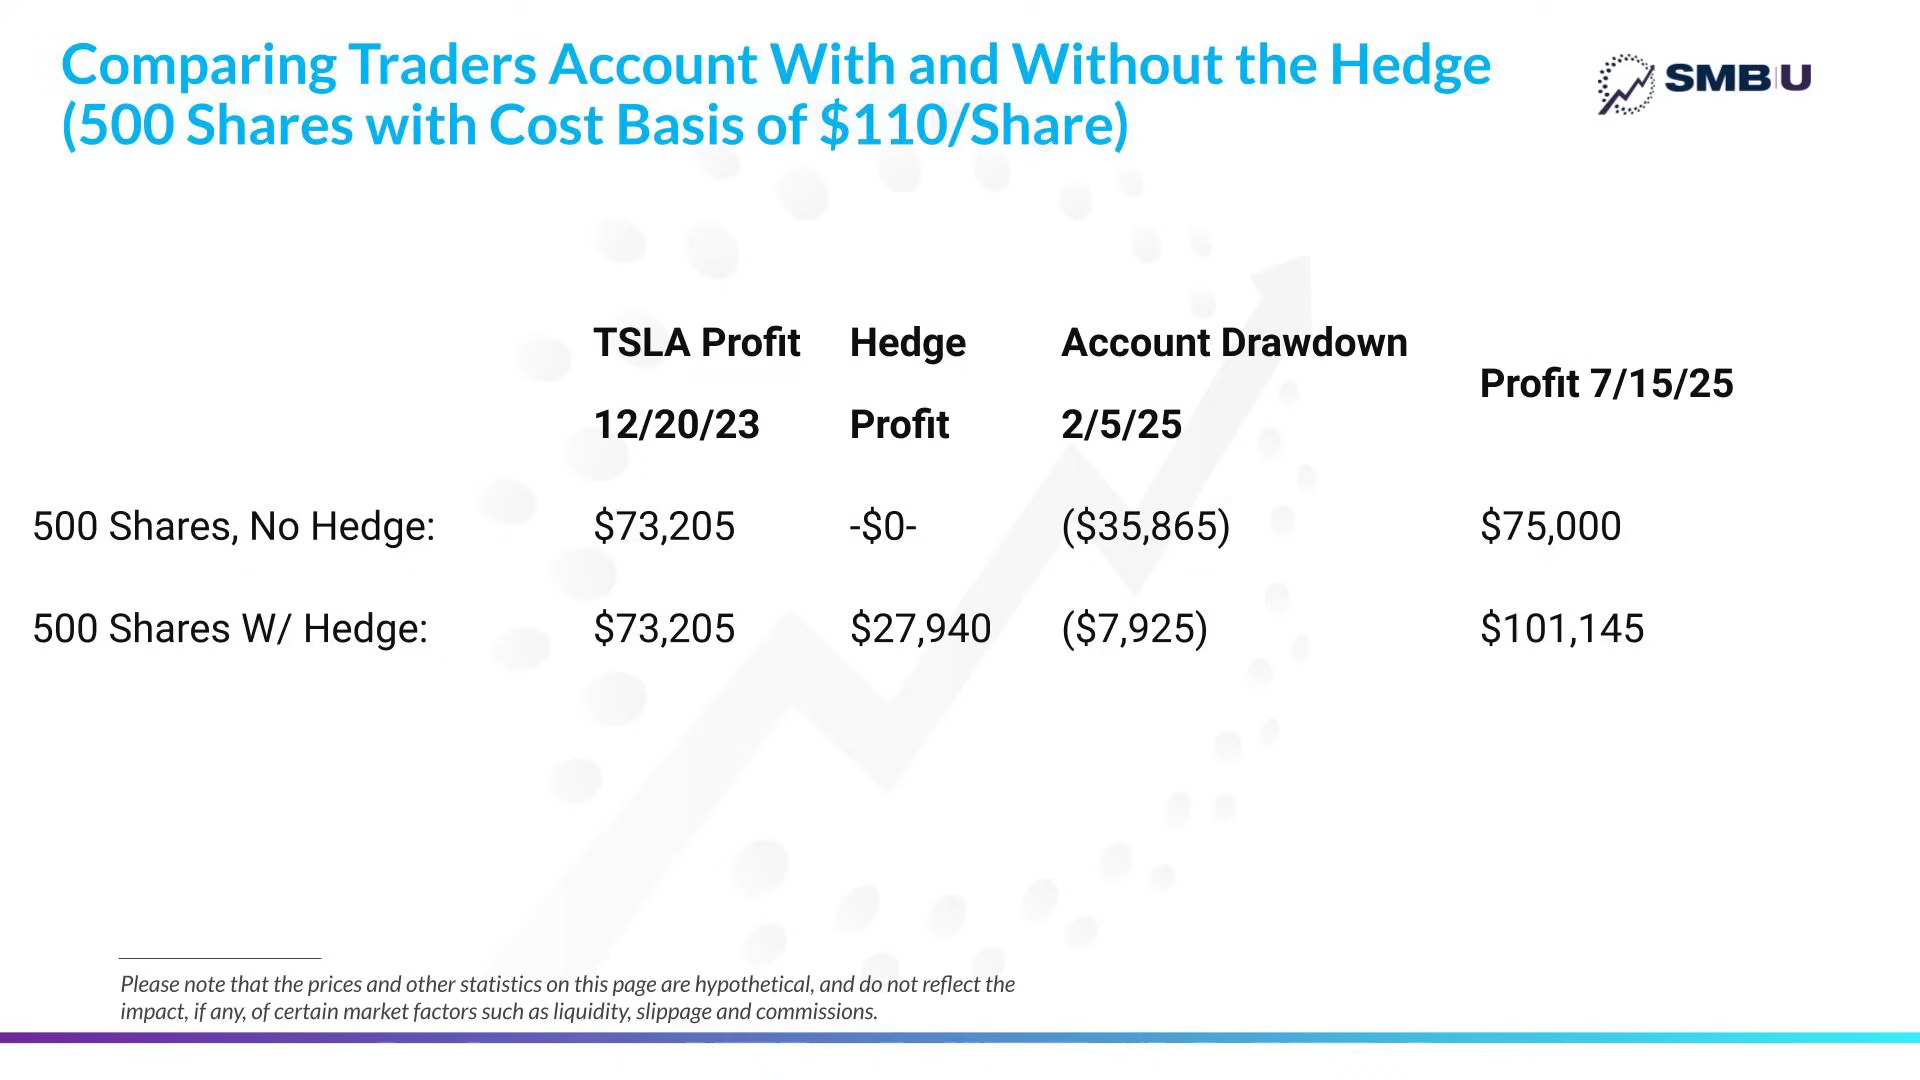 Comparing Traders Account With and Without the Hedge
(500 Shares with Cost Basis of $110/Share)
SMB U
TSLA Profit Hedge Account Drawdown
Profit 7/15/25
12/20/23 Profit 2/5/25
500 Shares, No Hedge: $73,205 -$0- ($35,865) $75,000
500 Shares W/ Hedge: $73,205 $27,940 ($7,925) $101,145
Please note that the prices and other statistics on this page are hypothetical, and do not reflect the
impact, if any, of certain market factors such as liquidity, slippage and commissions.